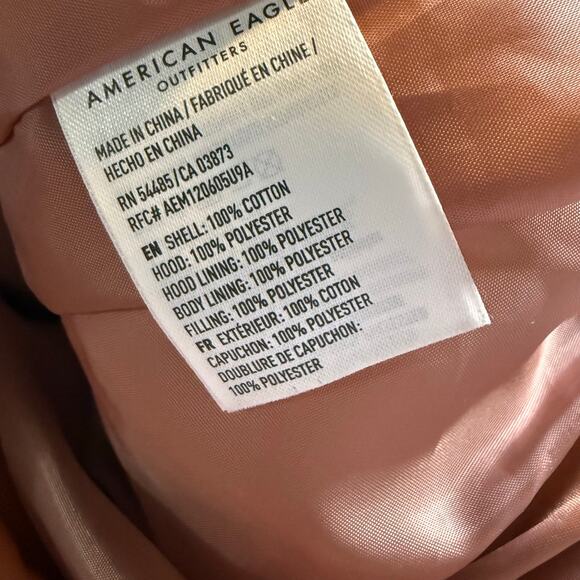 AMERICAN EAGLE
OUTFITTERS
MADE IN CHINA / FABRIQUÉ EN CHINE /
HECHO EN CHINA
RN 54485/CA 03873
RFC# AEM120605U9A
EN SHELL: 100% COTTON
HOOD: 100% POLYESTER
HOOD LINING: 100% POLYESTER
BODY LINING: 100% POLYESTER
FILLING: 100% POLYESTER
FR EXTÉRIEUR: 100% COTON
CAPUCHON: 100% POLYESTER
DOUBLURE DE CAPUCHON:
100% POLYESTER